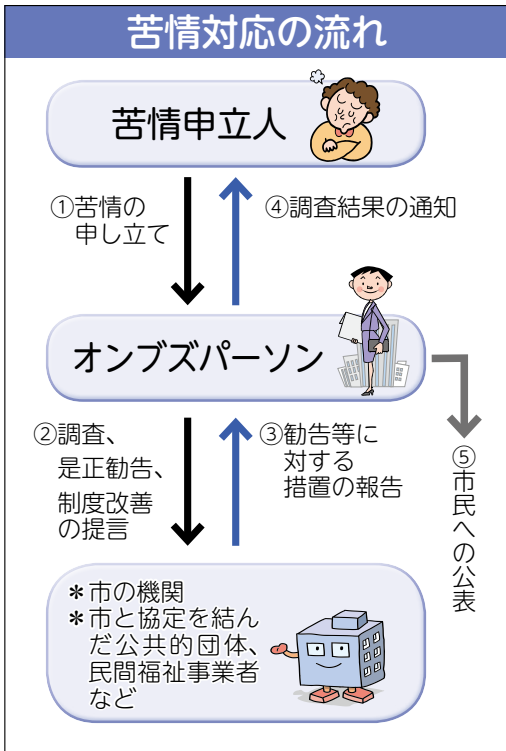 苦情対応の流れ
苦情申立人
①苦情の
申し立て
④調査結果の通知
オンブズパーソン
②調査、
是正勧告、
制度改善
の提言
③勧告等に
対する
措置の報告
⑤市民への公表
＊市の機関
＊市と協定を結ん
だ公共的団体、
民間福祉事業者
など